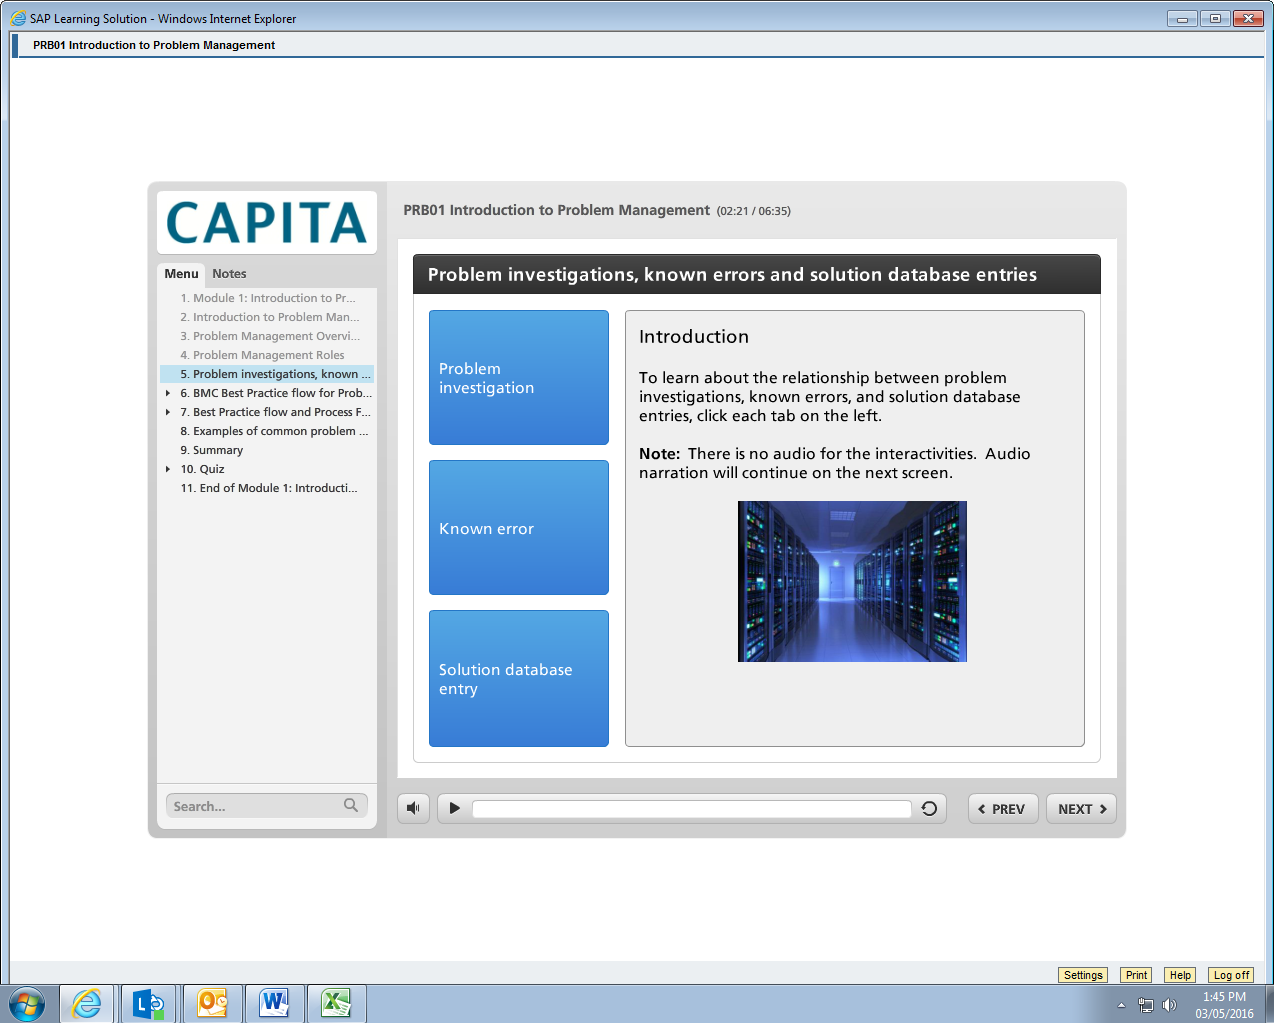 SAP Learning Solution - Windows Internet Explorer
PRB01 Introduction to Problem Management
CAPITA
PRB01 Introduction to Problem Management (02:21 / 06:35)
Menu Notes
1. Module 1: Introduction to Pr...
2. Introduction to Problem Man...
3. Problem Management Overvi...
4. Problem Management Roles
5. Problem investigations, known ...
6. BMC Best Practice flow for Prob...
7. Best Practice flow and Process F...
8. Examples of common problem ...
9. Summary
10. Quiz
11. End of Module 1: Introducti...
Search...
Problem investigations, known errors and solution database entries
Problem
investigation
Known error
Solution database
entry
Introduction
To learn about the relationship between problem
investigations, known errors, and solution database
entries, click each tab on the left.
Note: There is no audio for the interactivities. Audio
narration will continue on the next screen.
PREV
NEXT
Settings Print Help Log off
1:45 PM
03/05/2016